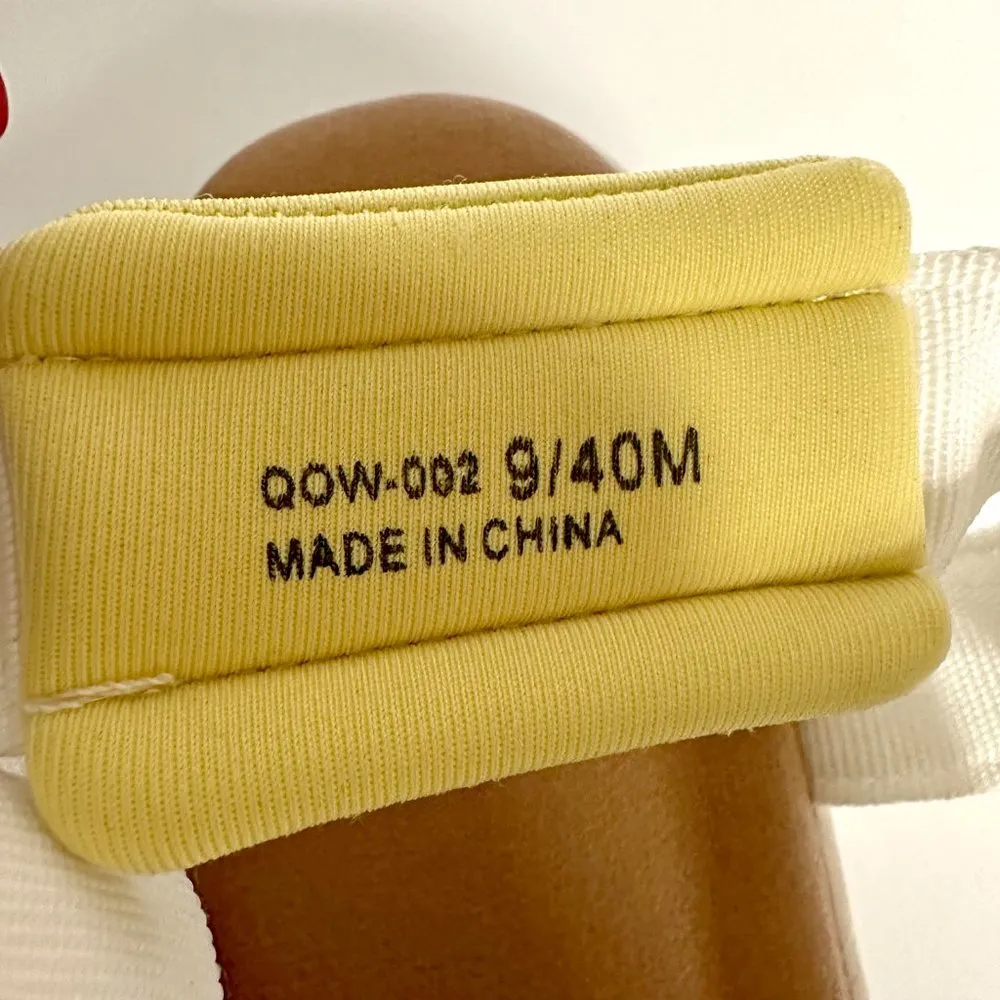 QOW-002 9/40M
MADE IN CHINA